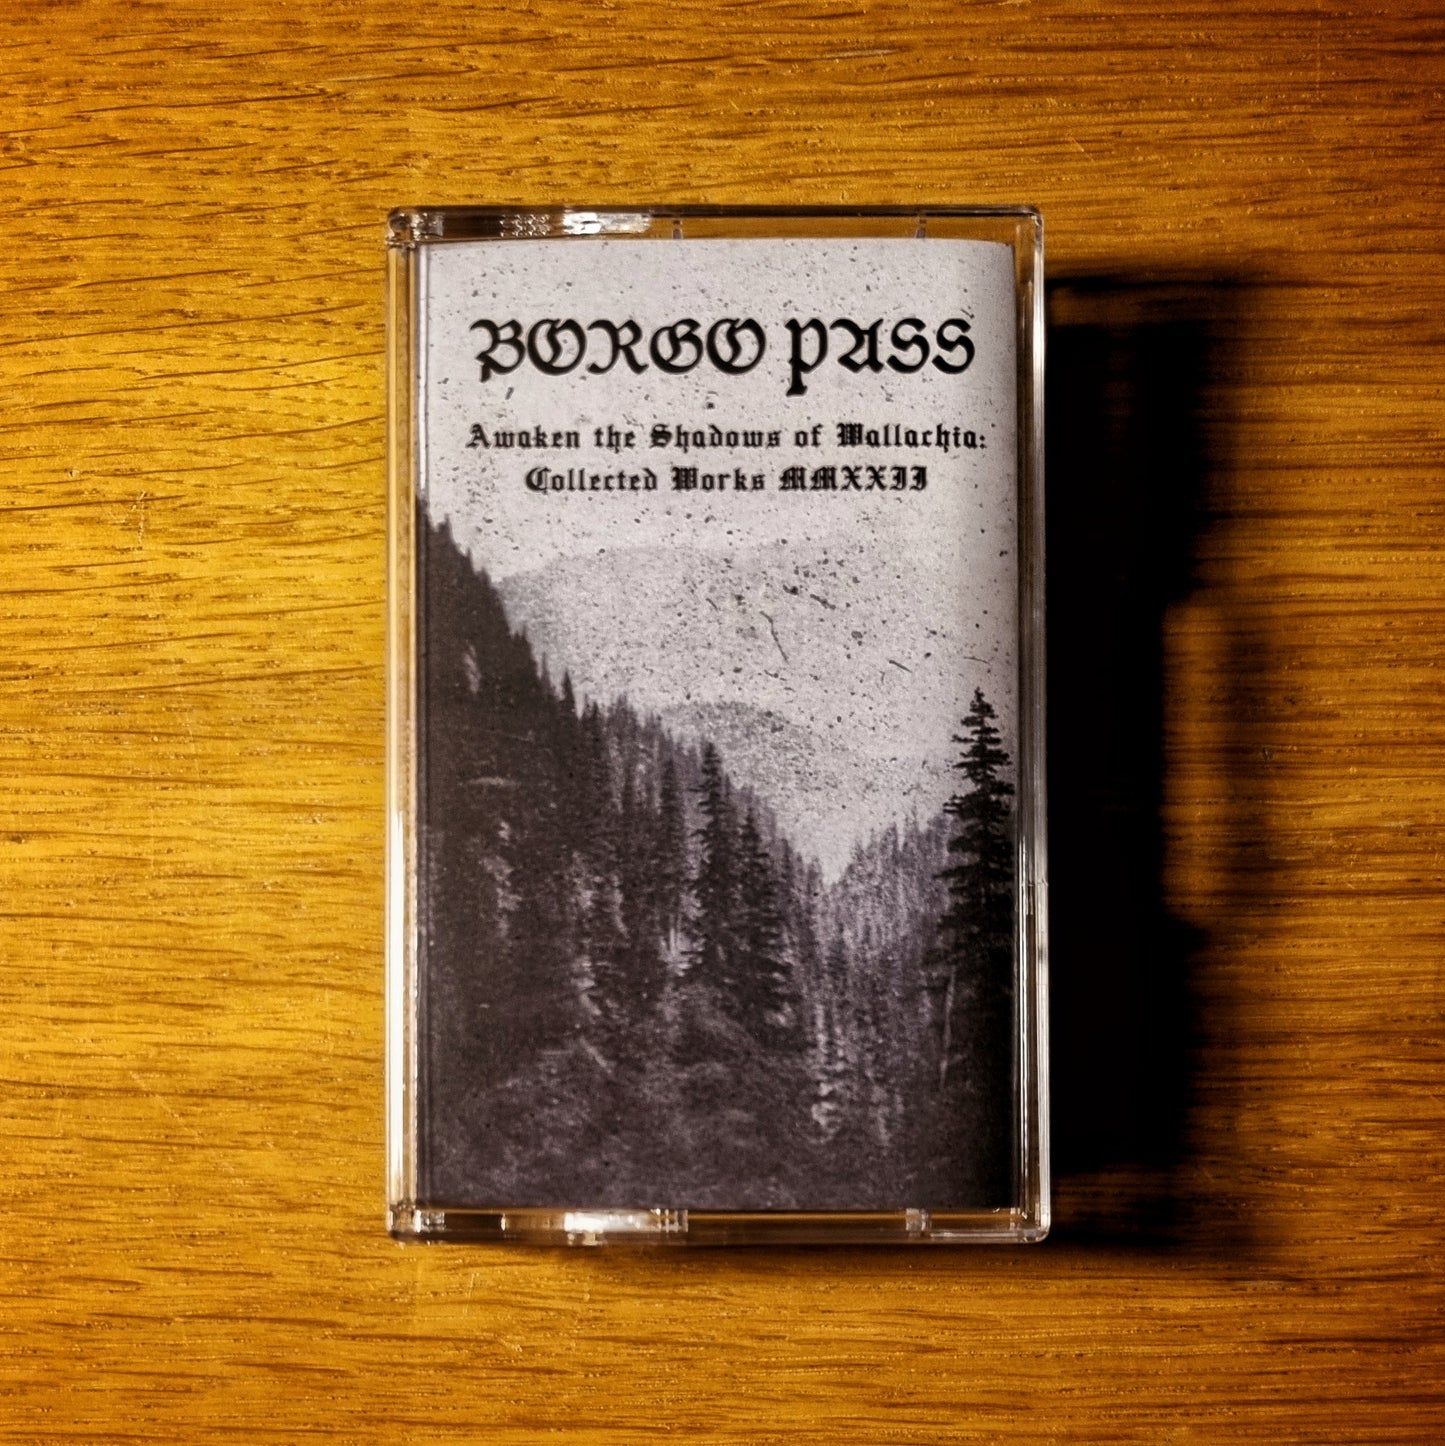 BORGO PASS
Awaken the Shadows of Wallachia:
Collected Works MMXXII